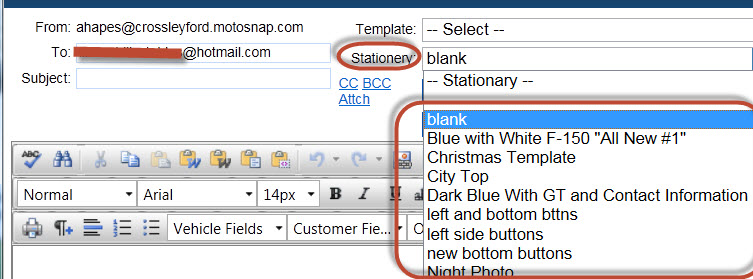 From: ahapes@crossleyford.motosnap.com
Template: -- Select --
To: @hotmail.com
Stationery: blank
Subject:
-- Stationary --
CC BCC
Attch
blank
Blue with White F-150 "All New #1"
Christmas Template
City Top
Dark Blue With GT and Contact Information
left and bottom bttns
left side buttons
new bottom buttons
Night Photo
ABC
Normal Arial 14px B I
Vehicle Fields Customer Fie...